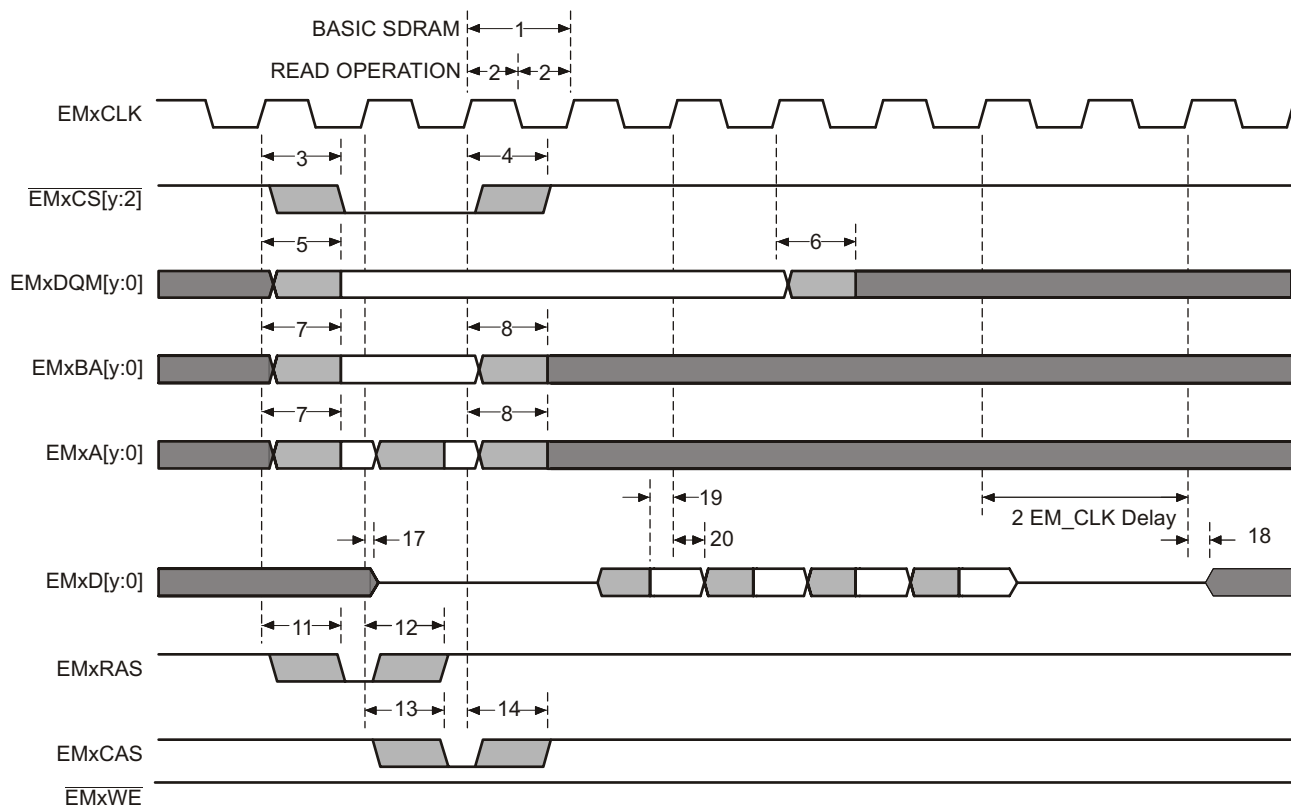 BASIC SDRAM
1
READ OPERATION
2 2
EMxCLK
3 4
EMxCS[y:2]
5 6
EMxDQM[y:0]
7 8
EMxBA[y:0]
7 8
EMxA[y:0]
19
2 EM_CLK Delay
17 20 18
EMxD[y:0]
11 12
EMxRAS
13 14
EMxCAS
EMxWE